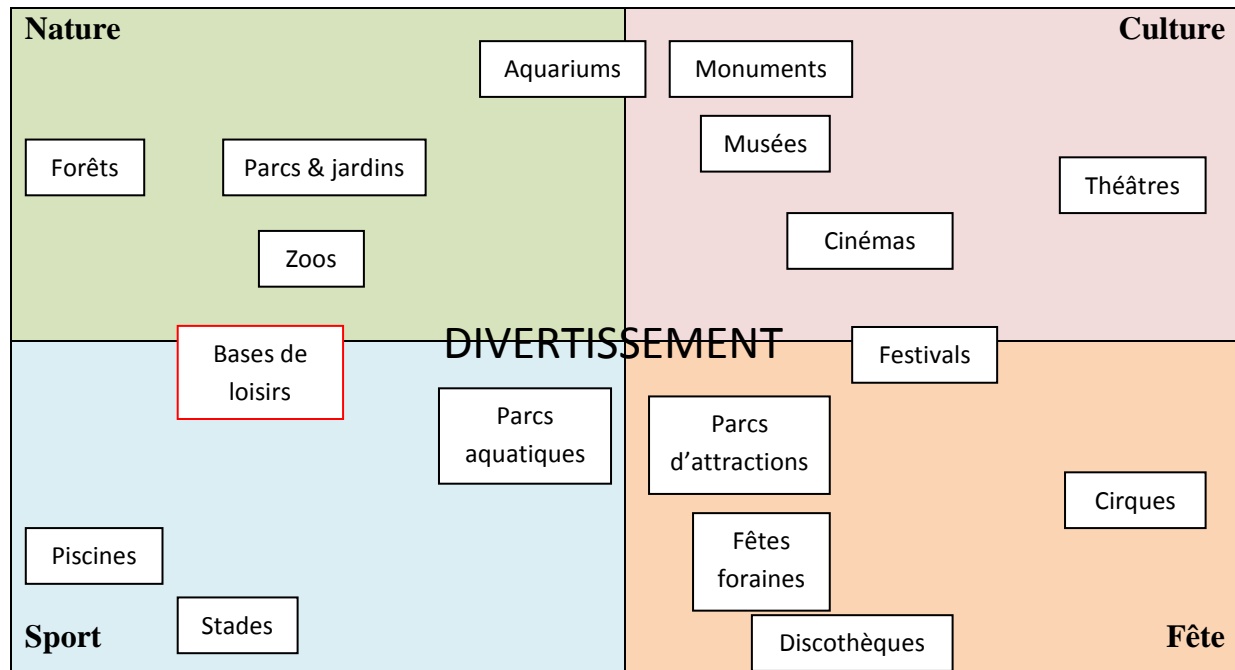 Nature
Culture
Aquariums
Monuments
Musées
Forêts
Parcs & jardins
Théâtres
Cinémas
Zoos
DIVERTISSEMENT
Bases de
loisirs
Festivals
Parcs
aquatiques
Parcs
d’attractions
Cirques
Piscines
Fêtes
foraines
Stades
Discothèques
Sport
Fête